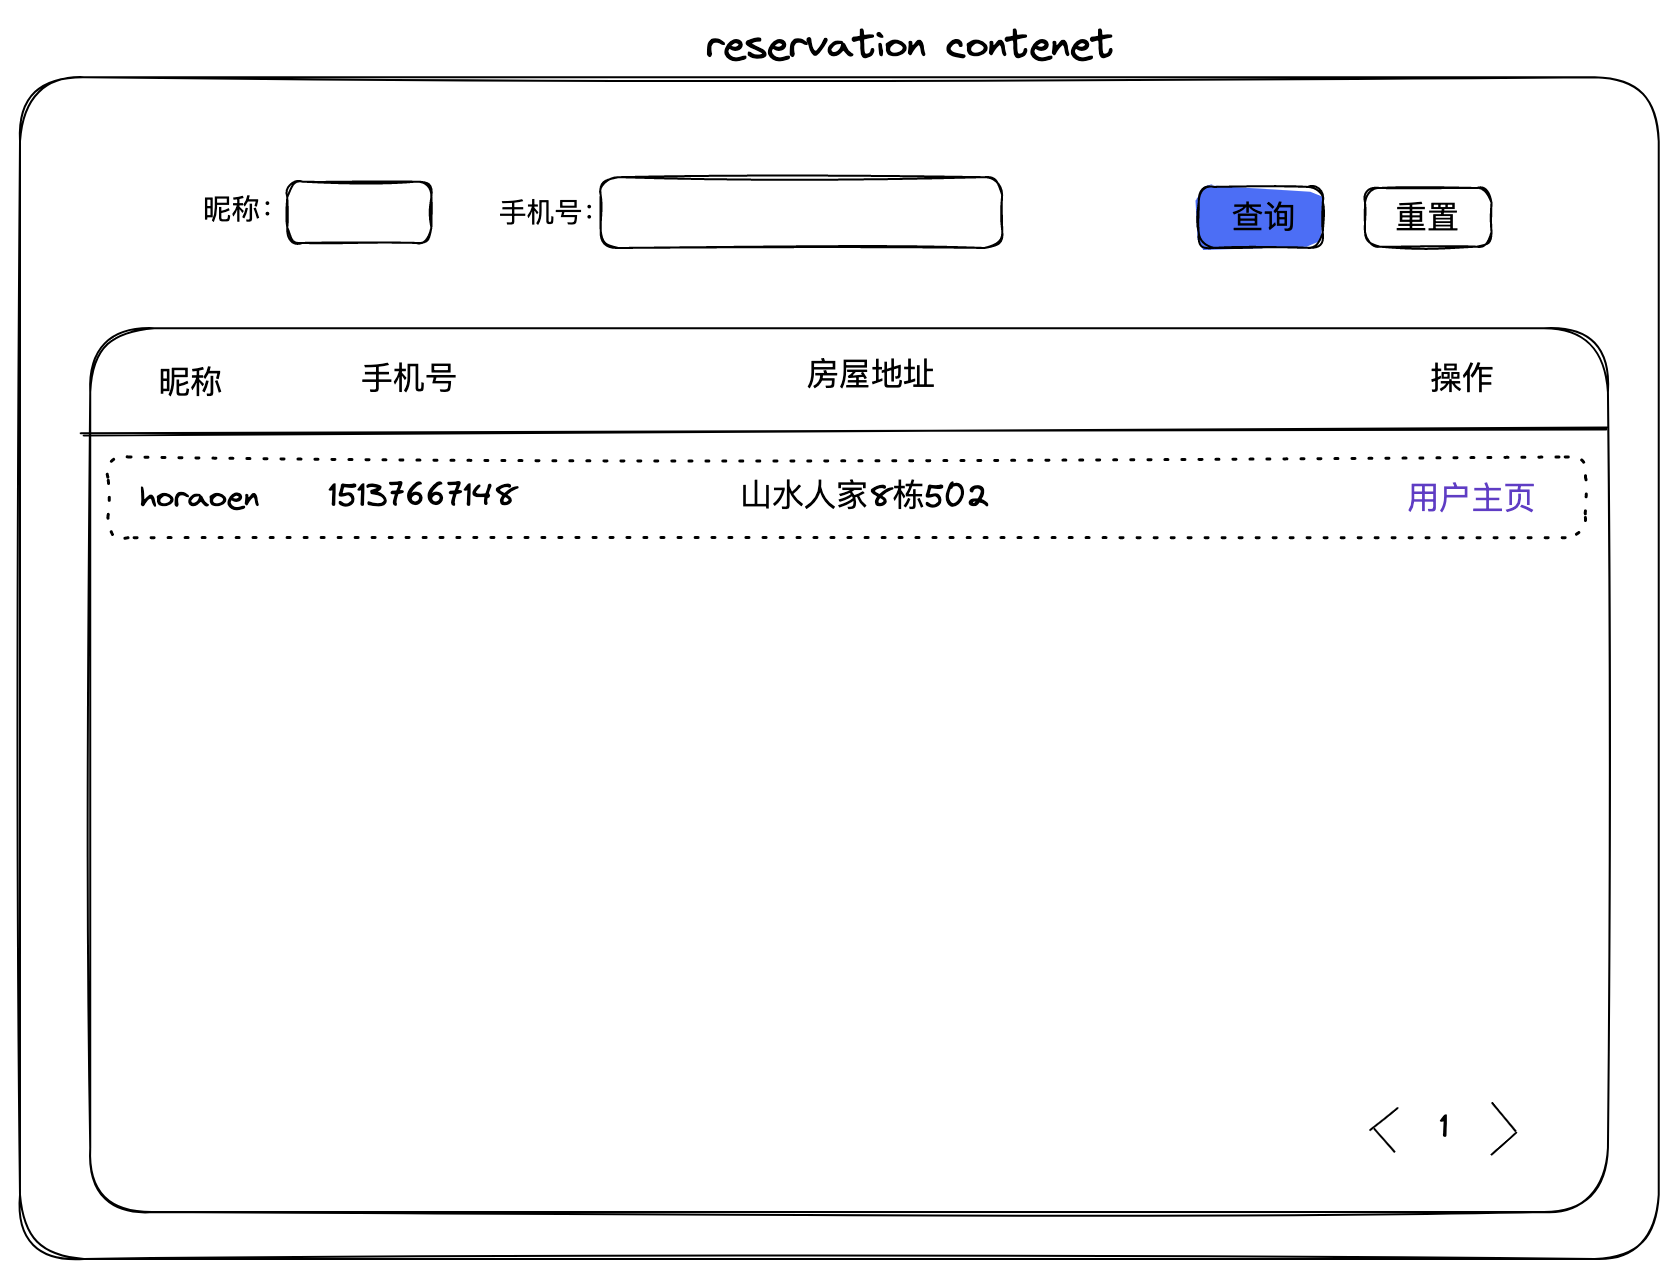 reservation contenet
昵称: 手机号: 查询 重置
昵称 手机号 房屋地址 操作
horaoen 15137667148 山水人家8栋502 用户主页
1